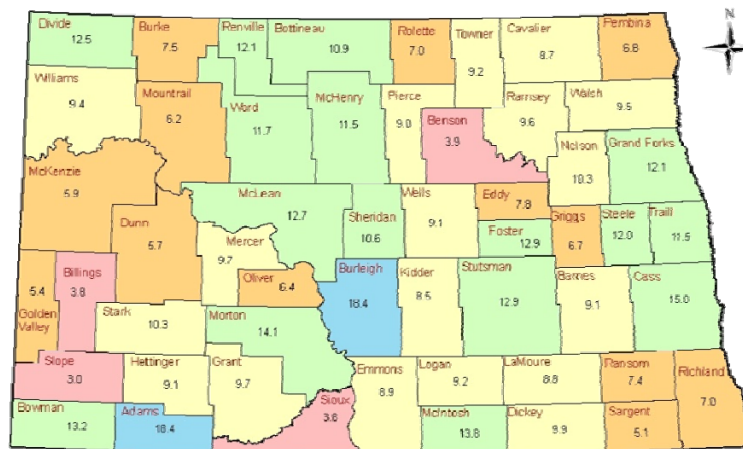 N
Divide
12.5
Burke
7.5
Renville
12.1
Bottineau
10.9
Rolette
7.0
Towner
9.2
Cavalier
8.7
Pembina
6.8
Williams
9.4
Mountrail
6.2
Ward
11.7
McHenry
11.5
Pierce
9.0
Benson
3.9
Ramsey
9.6
Walsh
9.5
Nelson
10.3
Grand Forks
12.1
McKenzie
5.9
Dunn
5.7
McLean
12.7
Mercer
9.7
Oliver
6.4
Sheridan
10.6
Wells
9.1
Eddy
7.8
Foster
12.9
Griggs
6.7
Steele
12.0
Traill
11.5
Golden
Valley
5.4
Billings
3.8
Stark
10.3
Morton
14.1
Burleigh
18.4
Kidder
8.5
Stutsman
12.9
Barnes
9.1
Cass
15.0
Slope
3.0
Hettinger
9.1
Grant
9.7
Sioux
3.6
Emmons
8.9
Logan
9.2
LaMoure
8.8
Ransom
7.4
Richland
7.0
Bowman
13.2
Adams
18.4
McIntosh
13.8
Dickey
9.9
Sargent
5.1